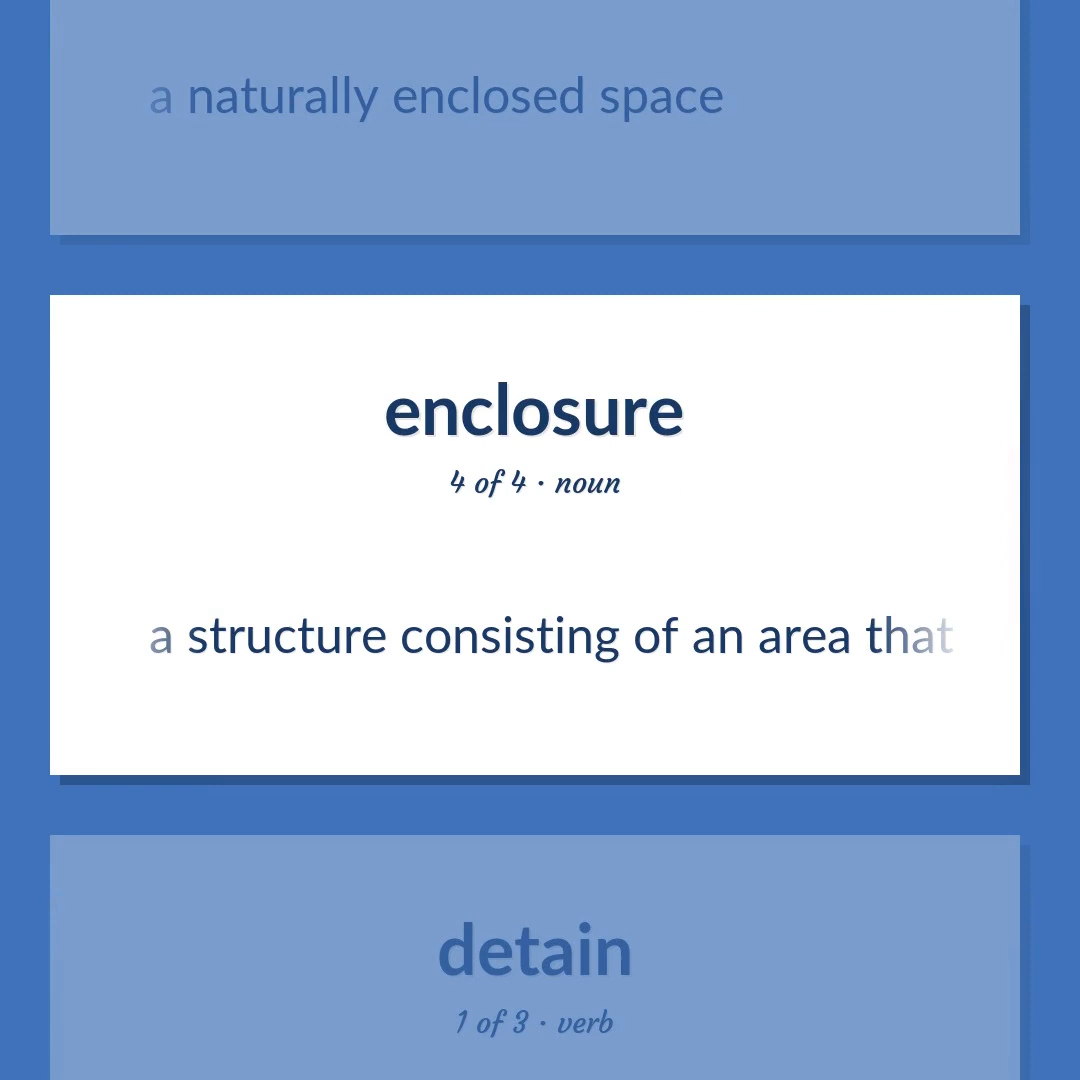 a naturally enclosed space
enclosure
4 of 4 · noun
a structure consisting of an area that
detain
1 of 3 · verb